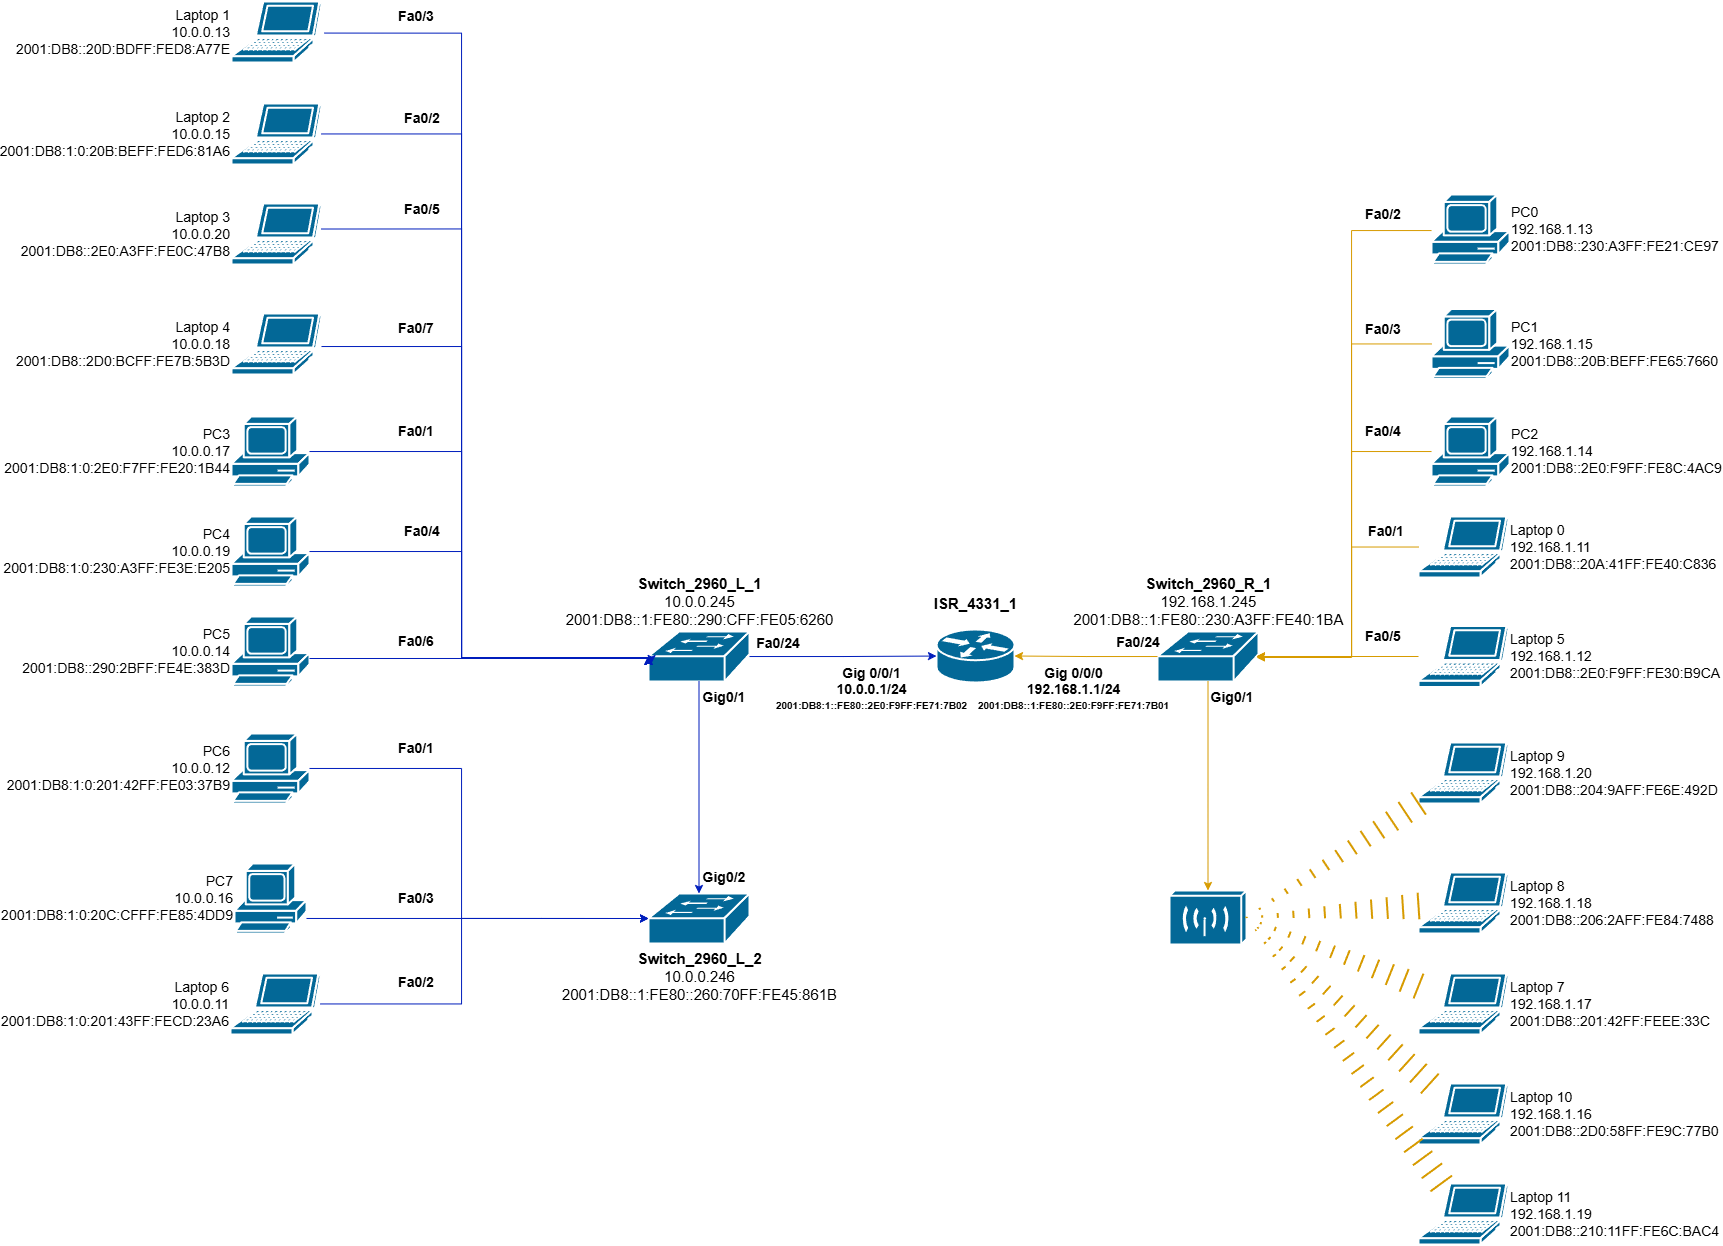 Laptop 1
10.0.0.13
2001:DB8::20D:BDFF:FED8:A77E
Fa0/3
Laptop 2
10.0.0.15
2001:DB8:1:0:20B:BEFF:FED6:81A6
Fa0/2
Laptop 3
10.0.0.20
2001:DB8::2E0:A3FF:FE0C:47B8
Fa0/5
Laptop 4
10.0.0.18
2001:DB8::2D0:BCFF:FE7B:5B3D
Fa0/7
PC3
10.0.0.17
2001:DB8:1:0:2E0:F7FF:FE20:1B44
Fa0/1
PC4
10.0.0.19
2001:DB8:1:0:230:A3FF:FE3E:E205
Fa0/4
PC5
10.0.0.14
2001:DB8::290:2BFF:FE4E:383D
Fa0/6
PC6
10.0.0.12
2001:DB8:1:0:201:42FF:FE03:37B9
Fa0/1
PC7
10.0.0.16
2001:DB8:1:0:20C:CFFF:FE85:4DD9
Fa0/3
Laptop 6
10.0.0.11
2001:DB8:1:0:201:43FF:FECD:23A6
Fa0/2
Switch_2960_L_1
10.0.0.245
2001:DB8::1:FE80::290:CFF:FE05:6260
Fa0/24
Gig0/1
Gig0/2
Switch_2960_L_2
10.0.0.246
2001:DB8::1:FE80::260:70FF:FE45:861B
ISR_4331_1
Gig 0/0/1
10.0.0.1/24
2001:DB8:1::FE80::2E0:F9FF:FE71:7B02
Gig 0/0/0
192.168.1.1/24
2001:DB8::1:FE80::2E0:F9FF:FE71:7B01
Switch_2960_R_1
192.168.1.245
2001:DB8::1:FE80::230:A3FF:FE40:1BA
Fa0/24
Gig0/1
Fa0/2
PC0
192.168.1.13
2001:DB8::230:A3FF:FE21:CE97
Fa0/3
PC1
192.168.1.15
2001:DB8::20B:BEFF:FE65:7660
Fa0/4
PC2
192.168.1.14
2001:DB8::2E0:F9FF:FE8C:4AC9
Fa0/1
Laptop 0
192.168.1.11
2001:DB8::20A:41FF:FE40:C836
Fa0/5
Laptop 5
192.168.1.12
2001:DB8::2E0:F9FF:FE30:B9CA
Laptop 9
192.168.1.20
2001:DB8::204:9AFF:FE6E:492D
Laptop 8
192.168.1.18
2001:DB8::206:2AFF:FE84:7488
Laptop 7
192.168.1.17
2001:DB8::201:42FF:FEEE:33C
Laptop 10
192.168.1.16
2001:DB8::2D0:58FF:FE9C:77B0
Laptop 11
192.168.1.19
2001:DB8::210:11FF:FE6C:BAC4